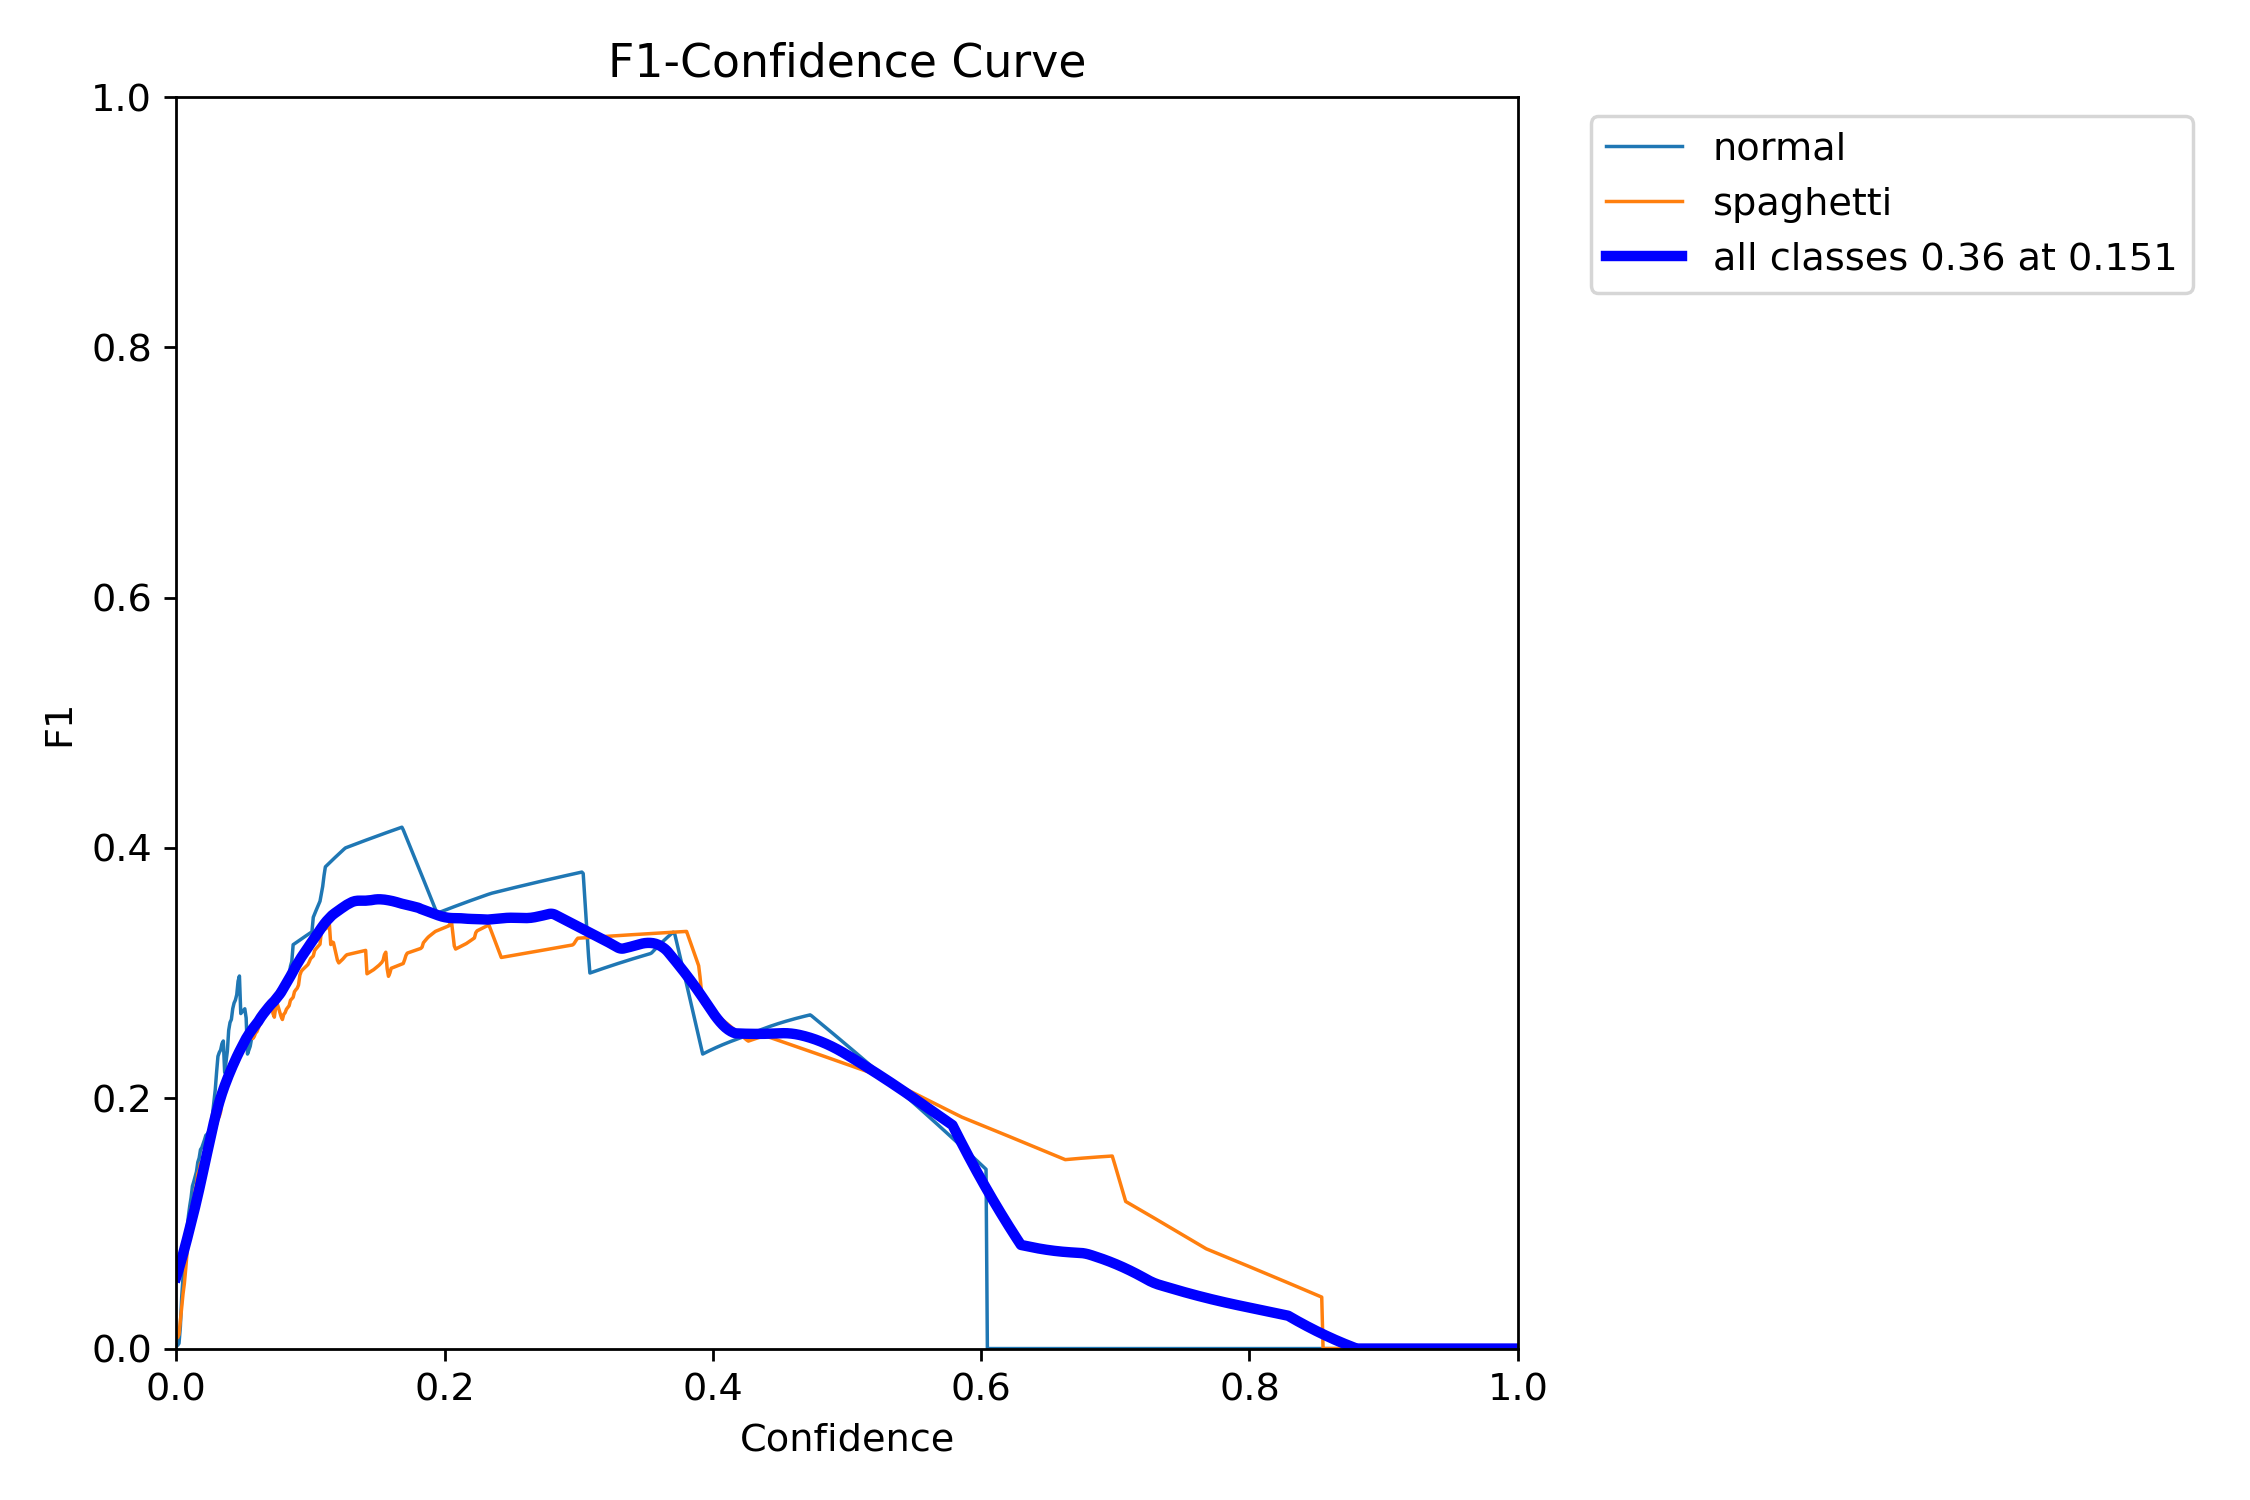 F1-Confidence Curve
1.0
0.8
0.6
0.4
0.2
0.0
F1
0.0 0.2 0.4 0.6 0.8 1.0
Confidence
normal
spaghetti
all classes 0.36 at 0.151